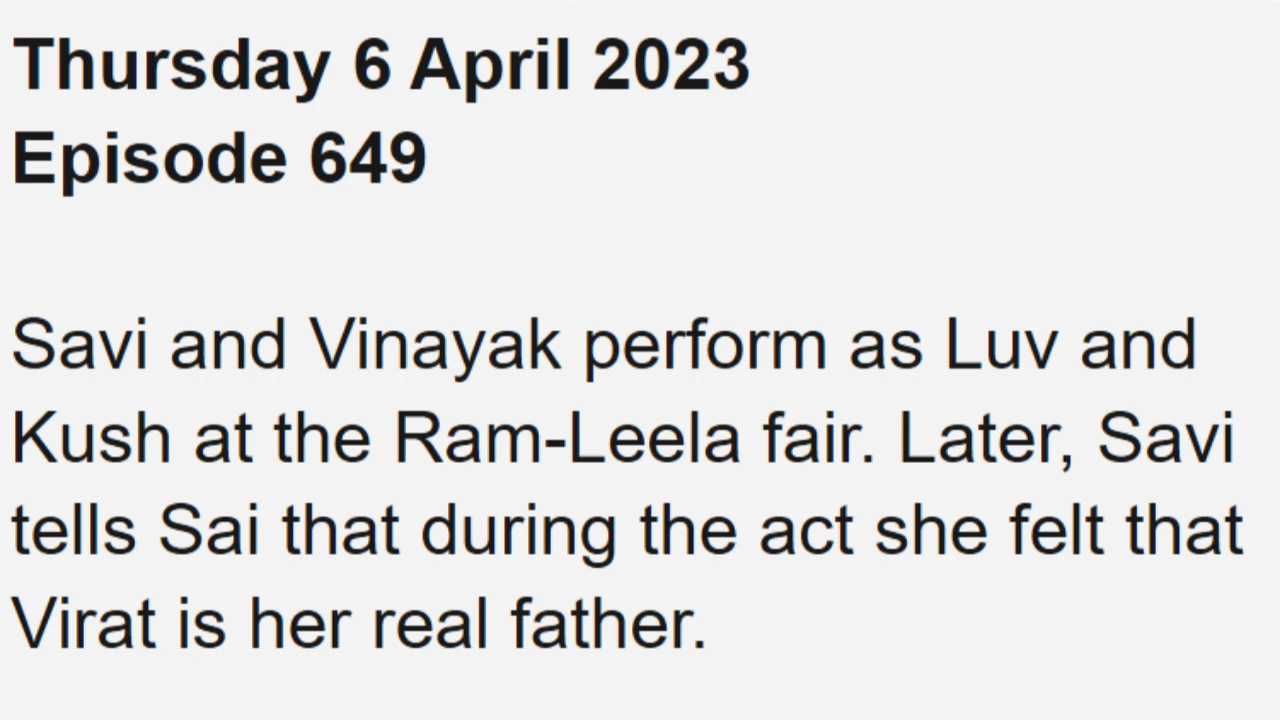 Thursday 6 April 2023
Episode 649
Savi and Vinayak perform as Luv and
Kush at the Ram-Leela fair. Later, Savi
tells Sai that during the act she felt that
Virat is her real father.